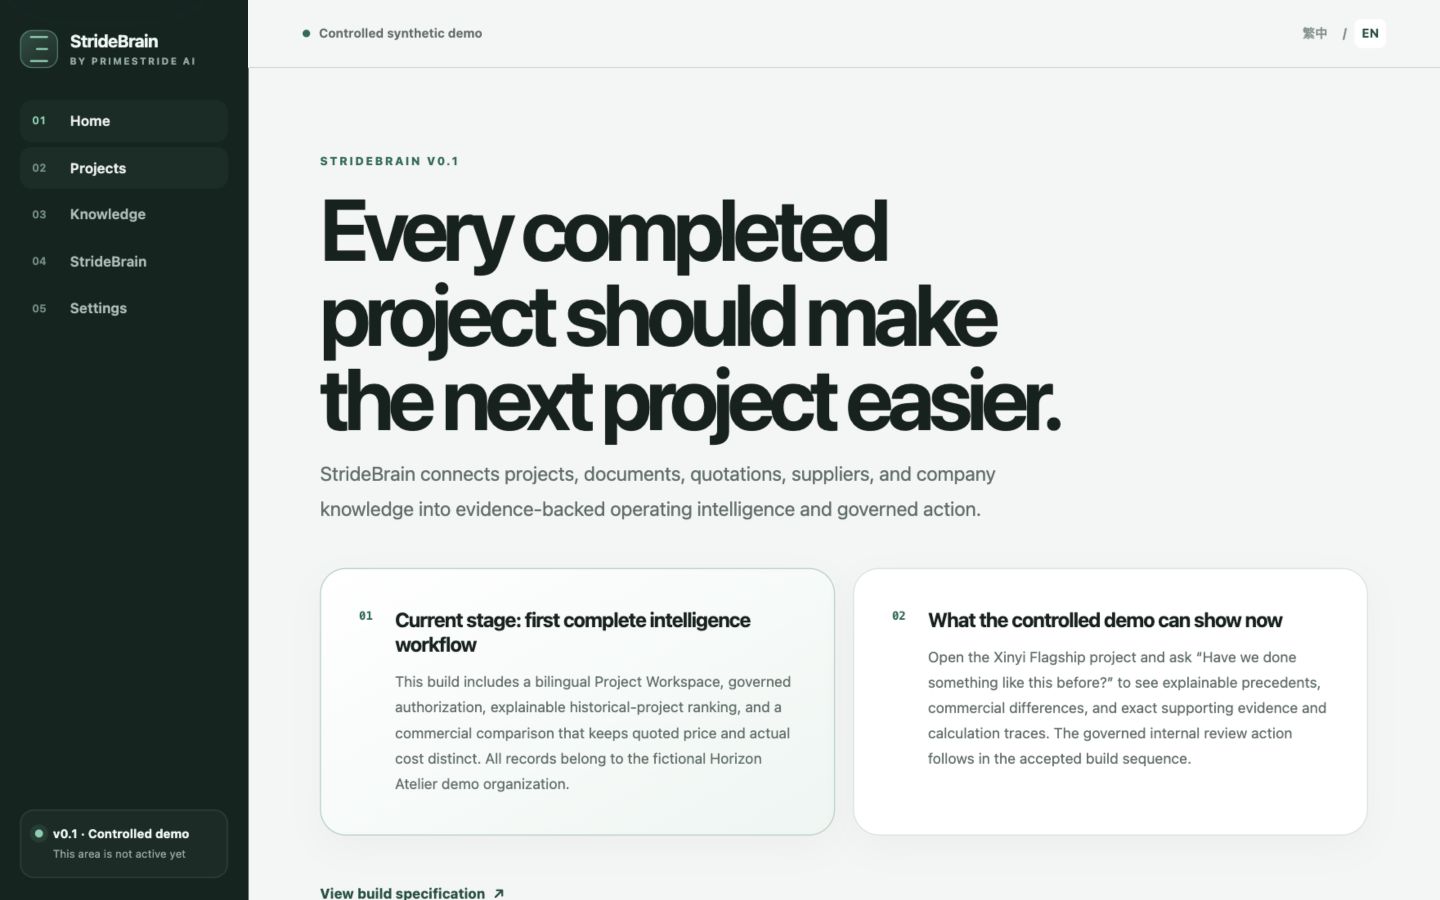 StrideBrain
BY PRIMESTRIDE AI
01 Home
02 Projects
03 Knowledge
04 StrideBrain
05 Settings
v0.1 · Controlled demo
This area is not active yet
Controlled synthetic demo
繁中 / EN
STRIDEBRAIN V0.1
Every completed
project should make
the next project easier.
StrideBrain connects projects, documents, quotations, suppliers, and company
knowledge into evidence-backed operating intelligence and governed action.
01 Current stage: first complete intelligence
workflow
This build includes a bilingual Project Workspace, governed
authorization, explainable historical-project ranking, and a
commercial comparison that keeps quoted price and actual
cost distinct. All records belong to the fictional Horizon
Atelier demo organization.
02 What the controlled demo can show now
Open the Xinyi Flagship project and ask “Have we done
something like this before?” to see explainable precedents,
commercial differences, and exact supporting evidence and
calculation traces. The governed internal review action
follows in the accepted build sequence.
View build specification ↗